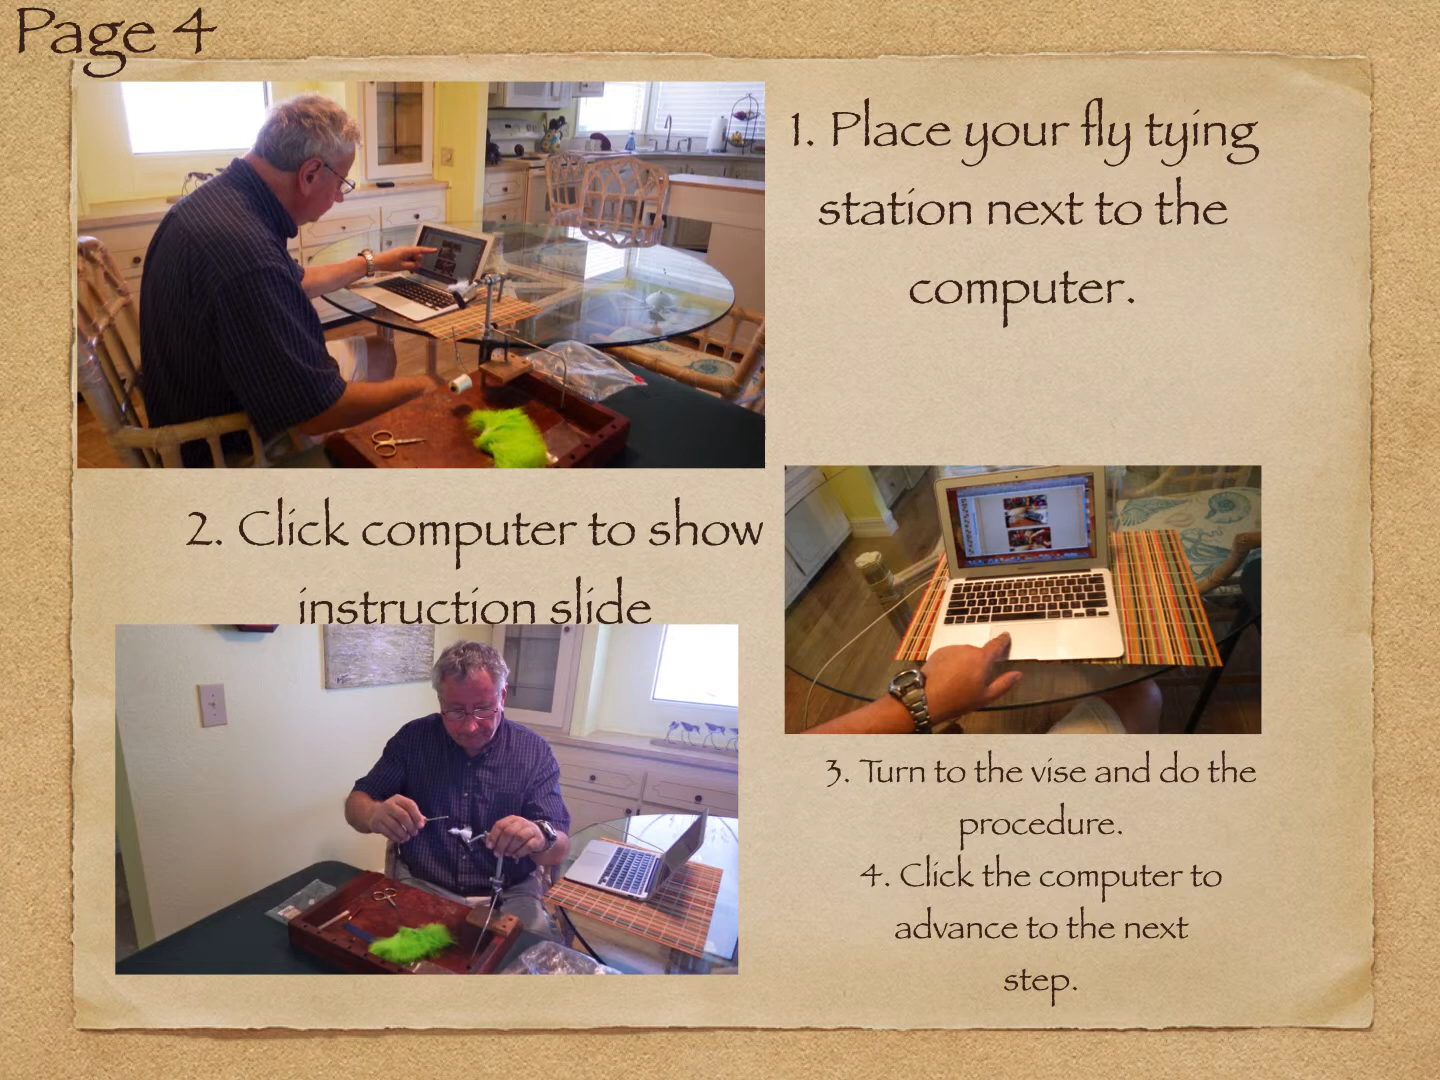 Page 4
1. Place your fly tying
station next to the
computer.
2. Click computer to show
instruction slide
3. Turn to the vise and do the
procedure.
4. Click the computer to
advance to the next
step.